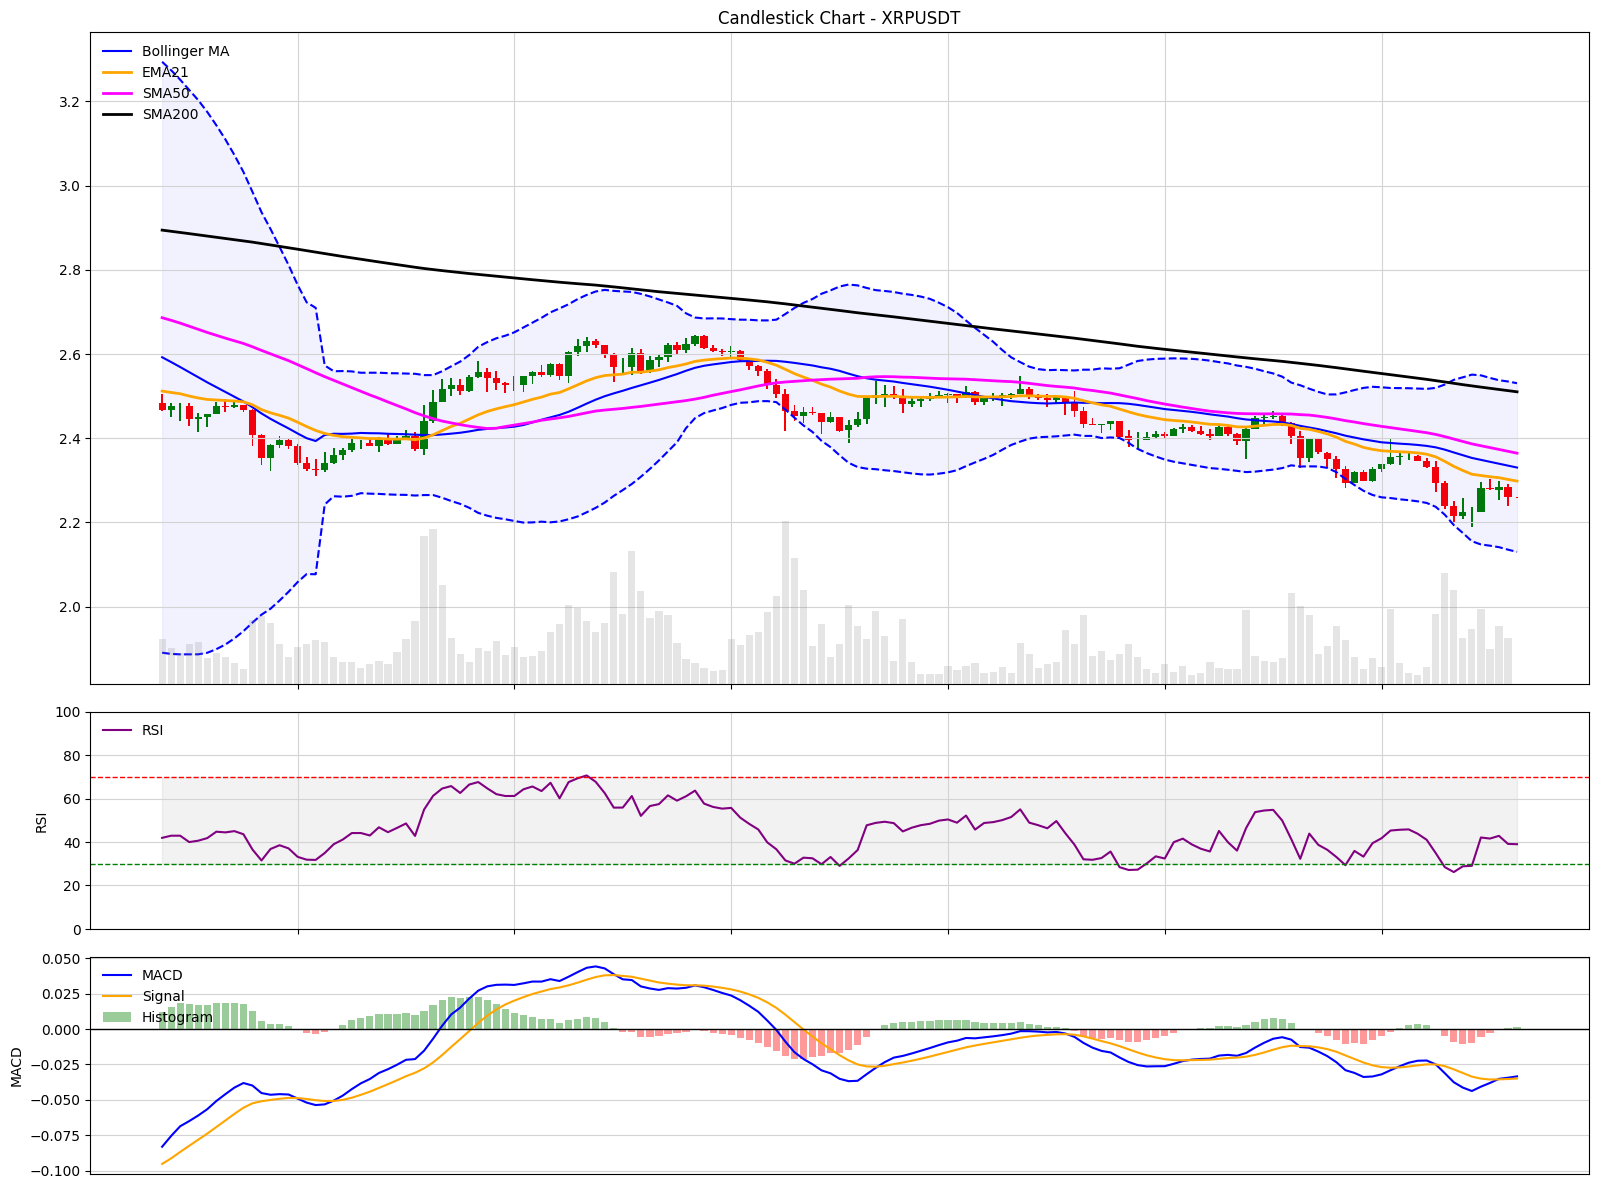 Candlestick Chart - XRPUSDT
Bollinger MA
EMA21
SMA50
SMA200
3.2
3.0
2.8
2.6
2.4
2.2
2.0
RSI
100
80
60
40
20
0
RSI
MACD
Signal
Histogram
0.050
0.025
0.000
−0.025
−0.050
−0.075
−0.100
MACD